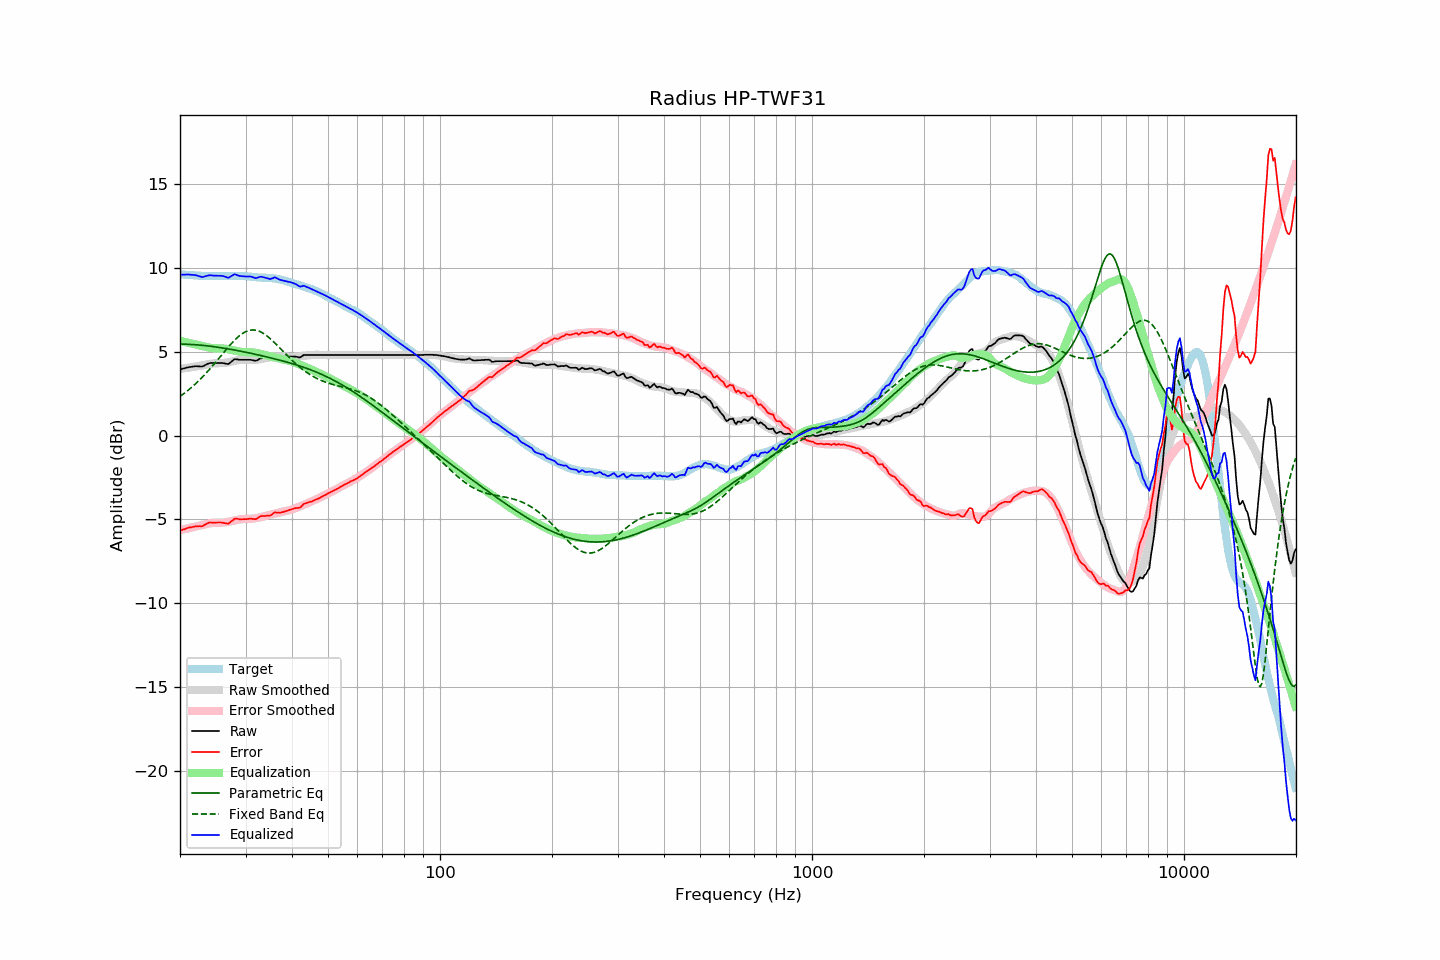 Radius HP-TWF31
Amplitude (dBr)
15
10
5
0
−5
−10
−15
−20
Target
Raw Smoothed
Error Smoothed
Raw
Error
Equalization
Parametric Eq
Fixed Band Eq
Equalized
100
1000
10000
Frequency (Hz)